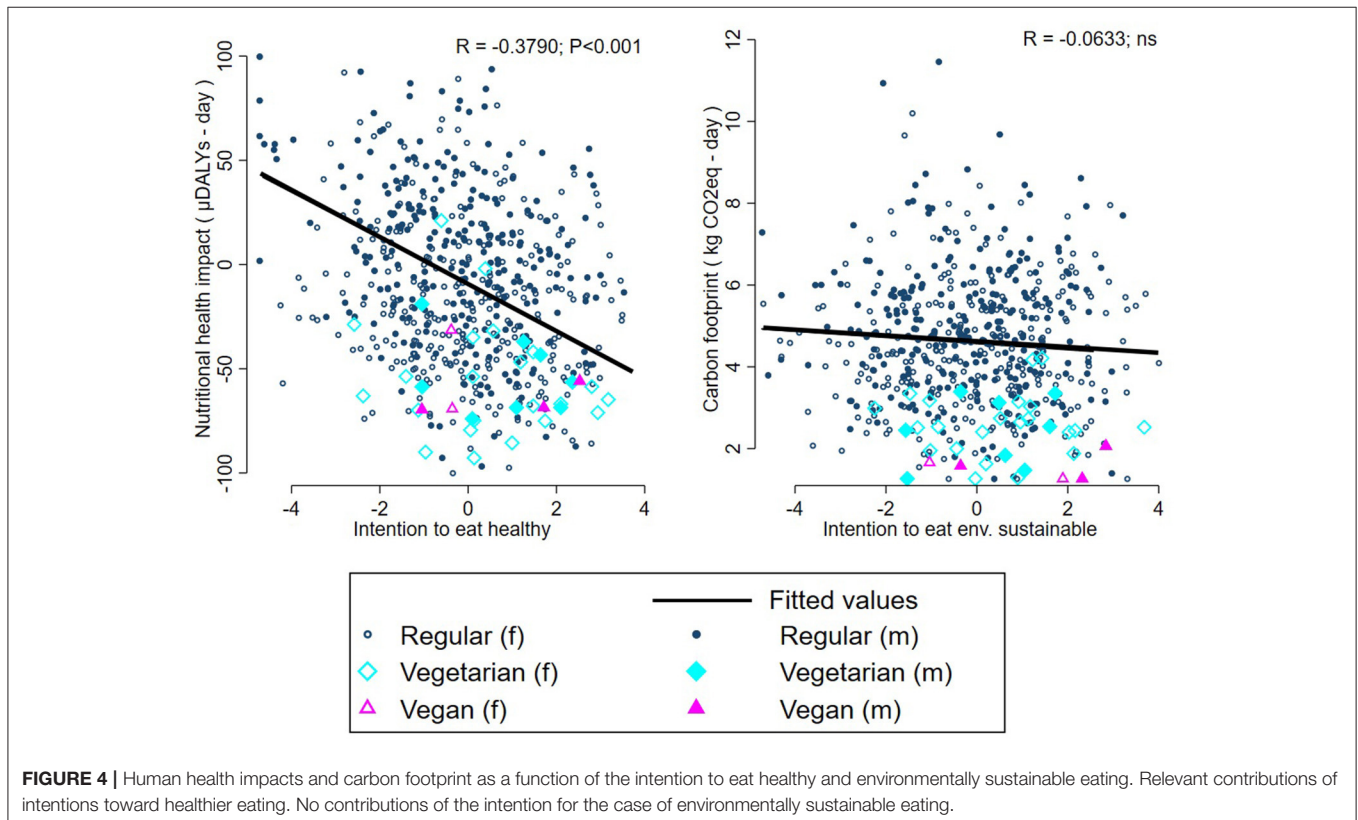 R = -0.3790; P<0.001
Nutritional health impact ( µDALYs - day )
100
50
0
-50
-100
-4
-2
0
2
4
Intention to eat healthy
R = -0.0633; ns
Carbon footprint ( kg CO2eq - day )
12
10
8
6
4
2
-4
-2
0
2
4
Intention to eat env. sustainable
Fitted values
Regular (f)
Regular (m)
Vegetarian (f)
Vegetarian (m)
Vegan (f)
Vegan (m)
FIGURE 4 | Human health impacts and carbon footprint as a function of the intention to eat healthy and environmentally sustainable eating. Relevant contributions of
intentions toward healthier eating. No contributions of the intention for the case of environmentally sustainable eating.